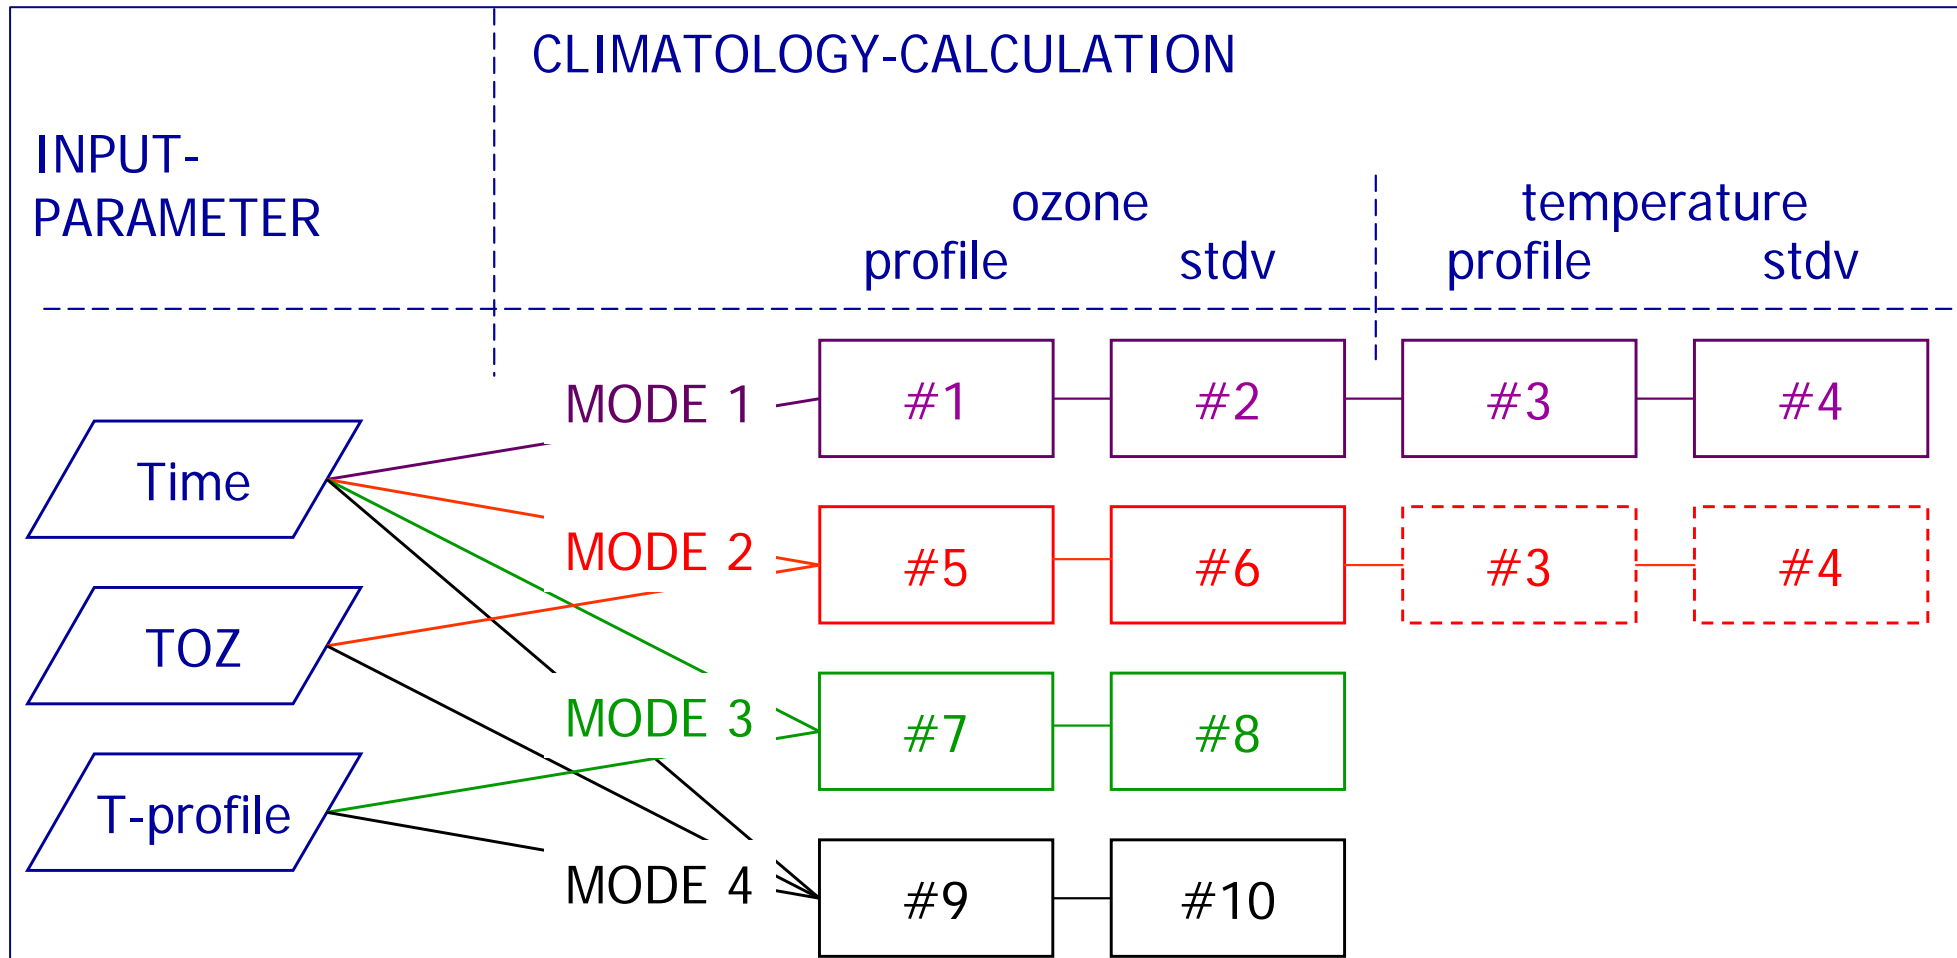 CLIMATOLOGY-CALCULATION
INPUT-
PARAMETER
ozone temperature
profile stdv profile stdv
MODE 1 #1 #2 #3 #4
Time
MODE 2 #5 #6 #3 #4
TOZ
MODE 3 #7 #8
T-profile
MODE 4 #9 #10